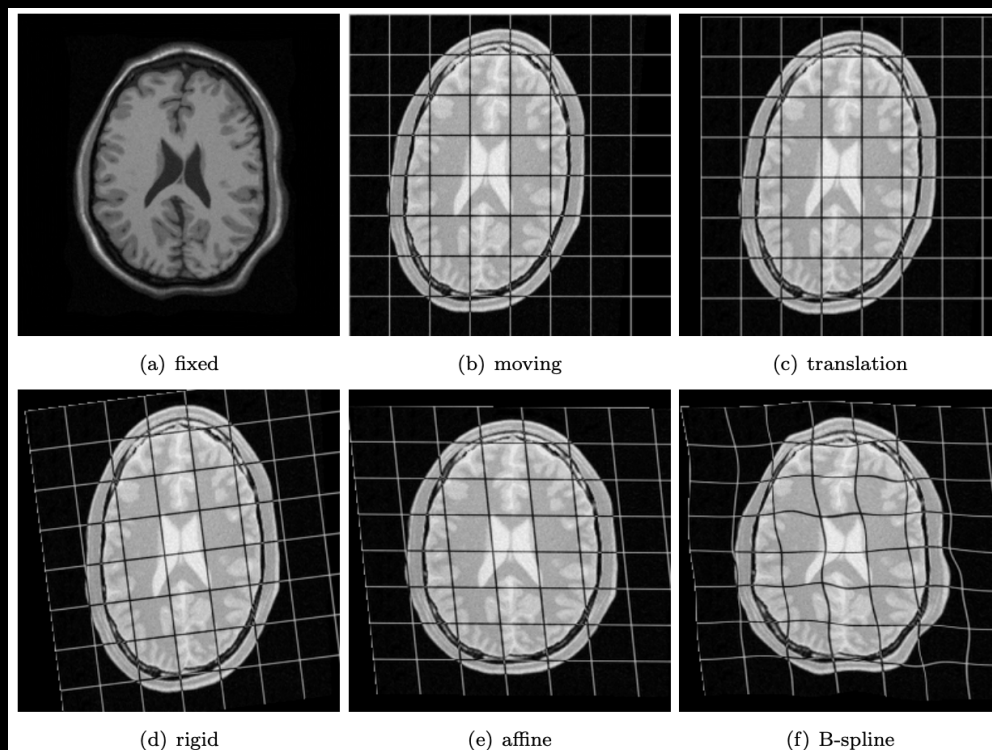 (a) fixed
(b) moving
(c) translation
(d) rigid
(e) affine
(f) B-spline